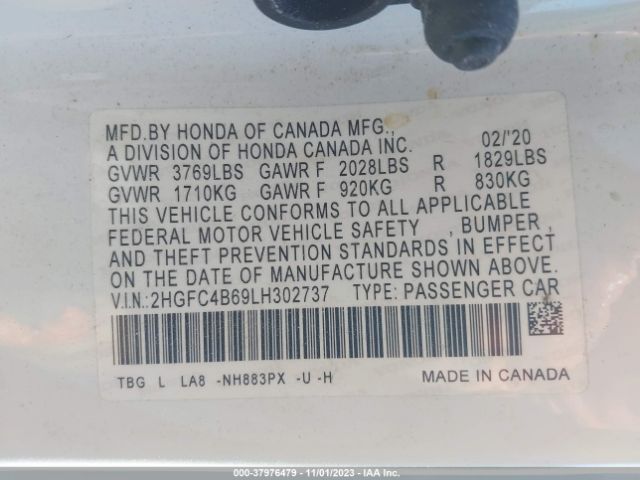 MFD.BY HONDA OF CANADA MFG., 02/'20
A DIVISION OF HONDA CANADA INC.
GVWR 3769LBS GAWR F 2028LBS R 1829LBS
GVWR 1710KG GAWR F 920KG R 830KG
THIS VEHICLE CONFORMS TO ALL APPLICABLE
FEDERAL MOTOR VEHICLE SAFETY , BUMPER ,
AND THEFT PREVENTION STANDARDS IN EFFECT
ON THE DATE OF MANUFACTURE SHOWN ABOVE.
V.I.N.:2HGFC4B69LH302737 TYPE: PASSENGER CAR
TBG L LA8 -NH883PX -U -H MADE IN CANADA
000-37976479 - 11/01/2023 - IAA Inc.